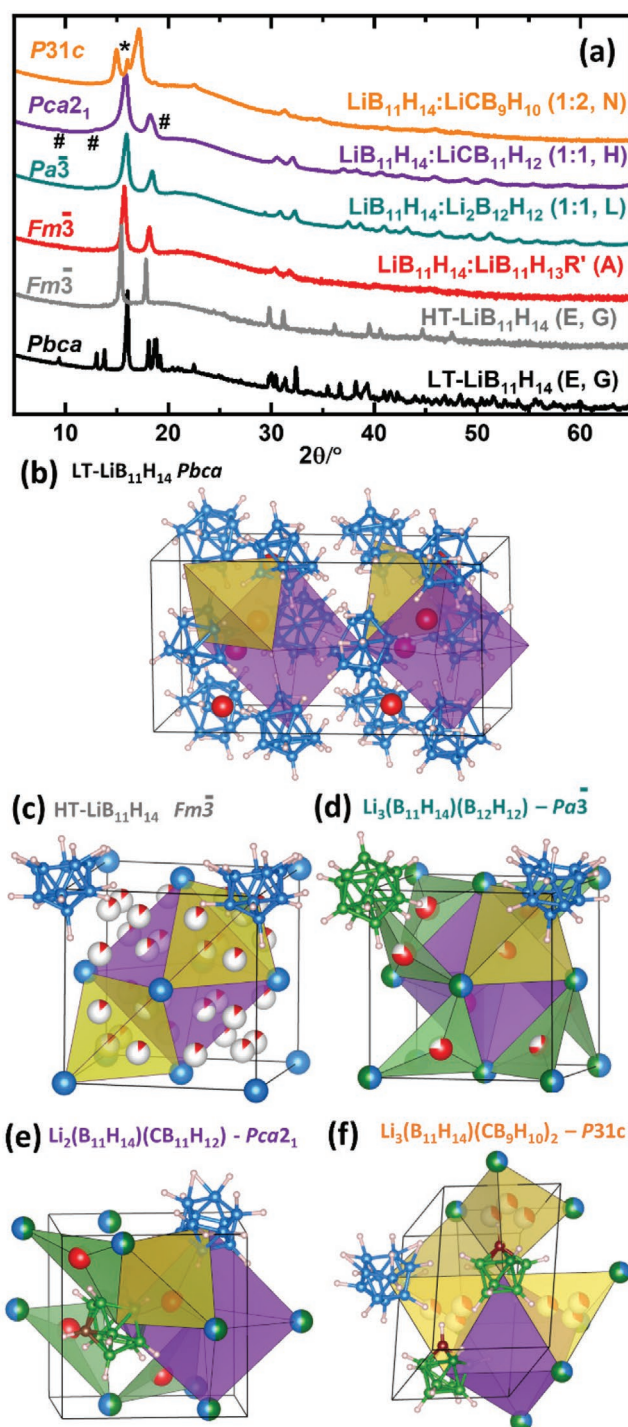 (a)
P31c
*
LiB₁₁H₁₄:LiCB₉H₁₀ (1:2, N)
Pca2₁
# # #
LiB₁₁H₁₄:LiCB₁₁H₁₂ (1:1, H)
Pa3̄
LiB₁₁H₁₄:Li₂B₁₂H₁₂ (1:1, L)
Fm3̄
LiB₁₁H₁₄:LiB₁₁H₁₃R' (A)
Fm3̄
HT-LiB₁₁H₁₄ (E, G)
Pbca
LT-LiB₁₁H₁₄ (E, G)
10 20 30 40 50 60
2θ/°
(b) LT-LiB₁₁H₁₄ Pbca
(c) HT-LiB₁₁H₁₄ Fm3̄
(d) Li₃(B₁₁H₁₄)(B₁₂H₁₂) – Pa3̄
(e) Li₂(B₁₁H₁₄)(CB₁₁H₁₂) - Pca2₁
(f) Li₃(B₁₁H₁₄)(CB₉H₁₀)₂ – P31c